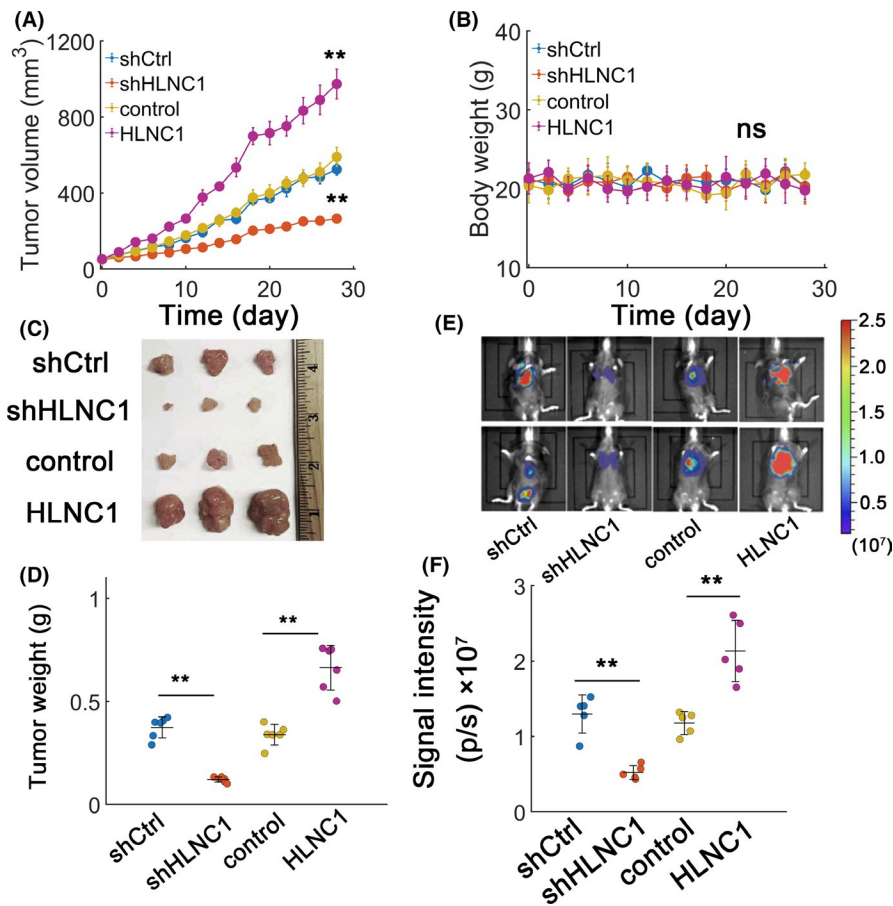 (A)
1200
800
400
0
0
10
20
30
Tumor volume (mm³)
Time (day)
shCtrl
shHLNC1
control
HLNC1
**
**
(B)
40
30
20
10
0
10
20
30
Body weight (g)
Time (day)
shCtrl
shHLNC1
control
HLNC1
ns
(C)
shCtrl
shHLNC1
control
HLNC1
4
3
2
1
(E)
2.5
2.0
1.5
1.0
0.5
(10⁷)
shCtrl
shHLNC1
control
HLNC1
(D)
1
0.5
0
Tumor weight (g)
**
**
shCtrl
shHLNC1
control
HLNC1
(F)
3
2
1
0
Signal intensity
(p/s) ×10⁷
**
**
shCtrl
shHLNC1
control
HLNC1